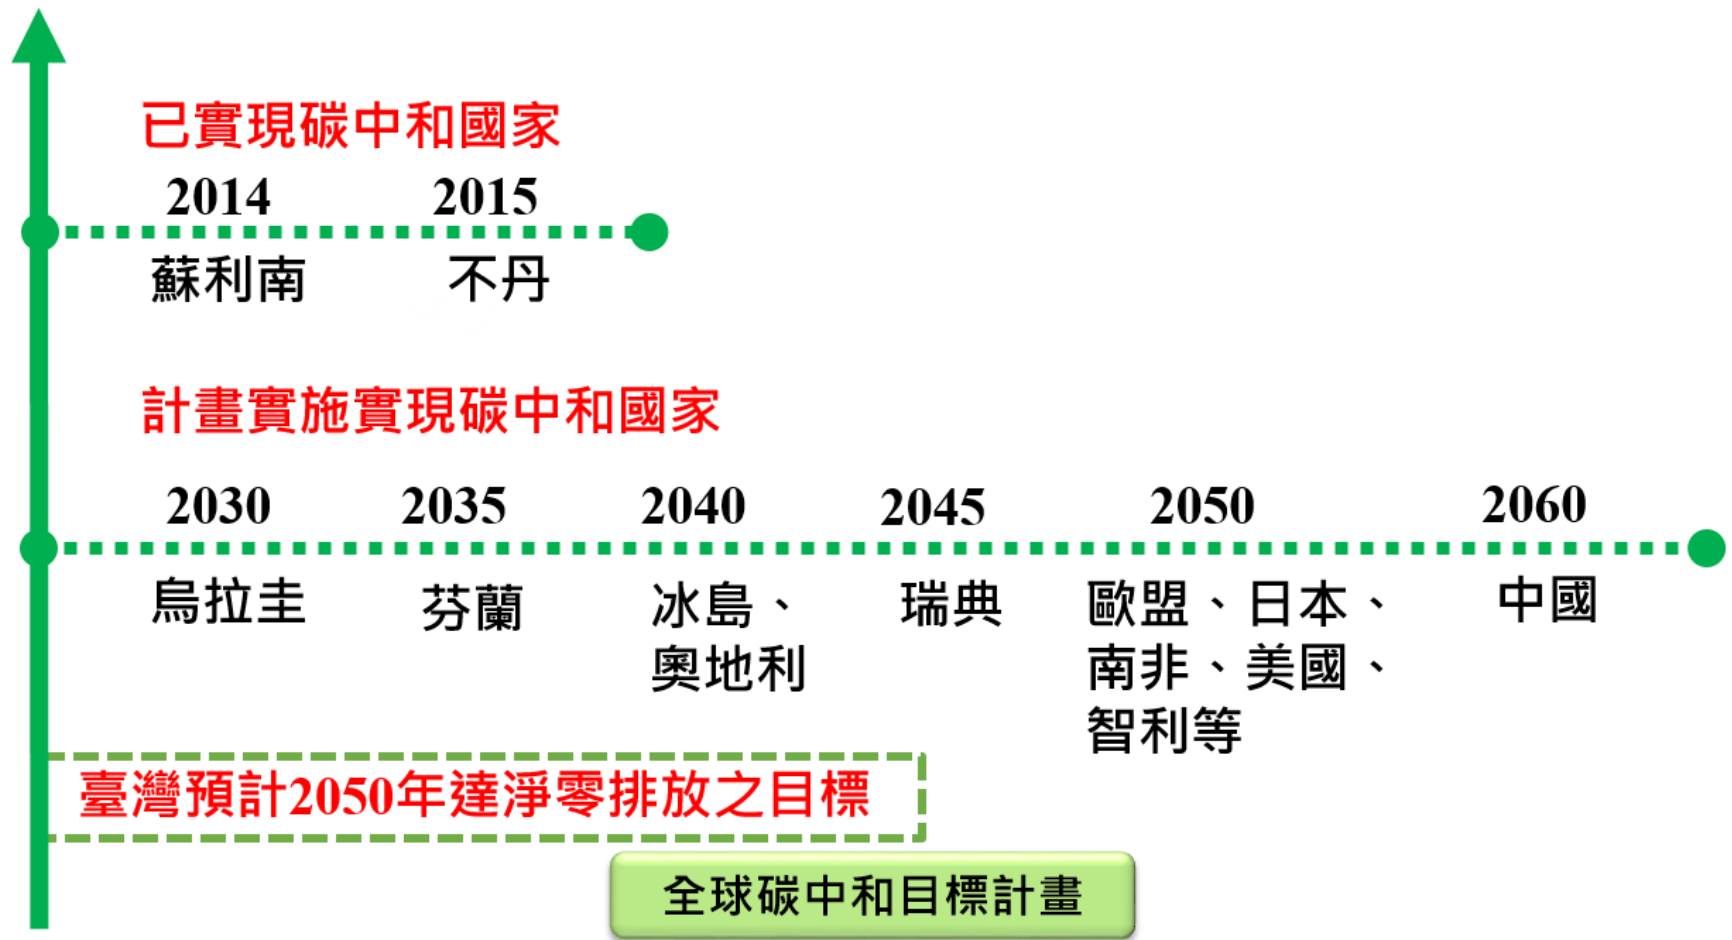 已實現碳中和國家
2014 2015
蘇利南 不丹
計畫實施實現碳中和國家
2030 2035 2040 2045 2050 2060
烏拉圭 芬蘭 冰島、 瑞典 歐盟、日本、 中國
奧地利 南非、美國、
智利等
臺灣預計2050年達淨零排放之目標
全球碳中和目標計畫